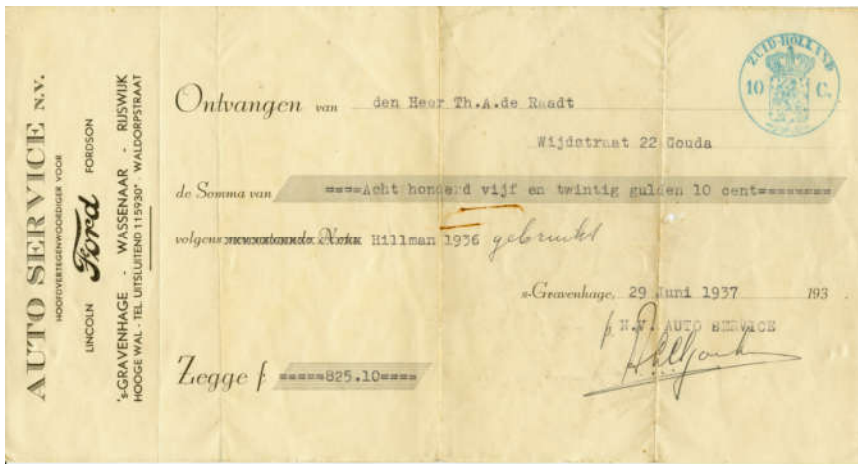 AUTO SERVICE N.V.
HOOFDVERTEGENWOORDIGER VOOR
LINCOLN Ford FORDSON
's-GRAVENHAGE - WASSENAAR - RIJSWIJK
HOOGE WAL - TEL. UITSLUITEND 115930* - WALDORPSTRAAT
ZUID-HOLLAND
10 C.
Ontvangen van den Heer Th.A.de Raadt
Wijdstraat 22 Gouda
de Somma van ====Acht honderd vijf en twintig gulden 10 cent========
volgens Nota Hillman 1936 gebruikt
s-Gravenhage, 29 Juni 1937 193
p. N.V. AUTO SERVICE
Zegge f. =====825.10====